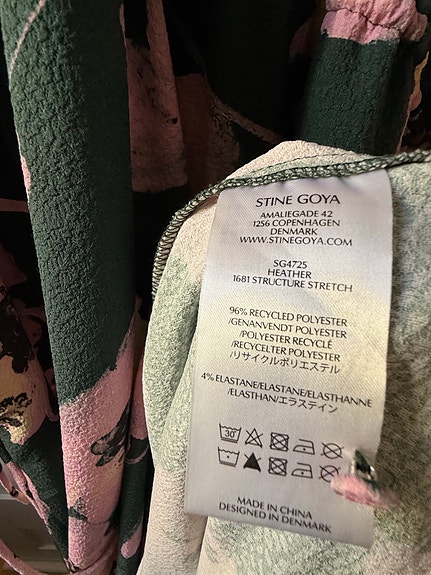 STINE GOYA
AMALIEGADE 42
1256 COPENHAGEN
DENMARK
WWW.STINEGOYA.COM
SG4725
HEATHER
1681 STRUCTURE STRETCH
96% RECYCLED POLYESTER
/GENANVENDT POLYESTER
/POLYESTER RECYCLÉ
/RECYCELTER POLYESTER
/リサイクルポリエステル
4% ELASTANE/ELASTANE/ELASTHANNE
/ELASTHAN/エラステイン
30
MADE IN CHINA
DESIGNED IN DENMARK